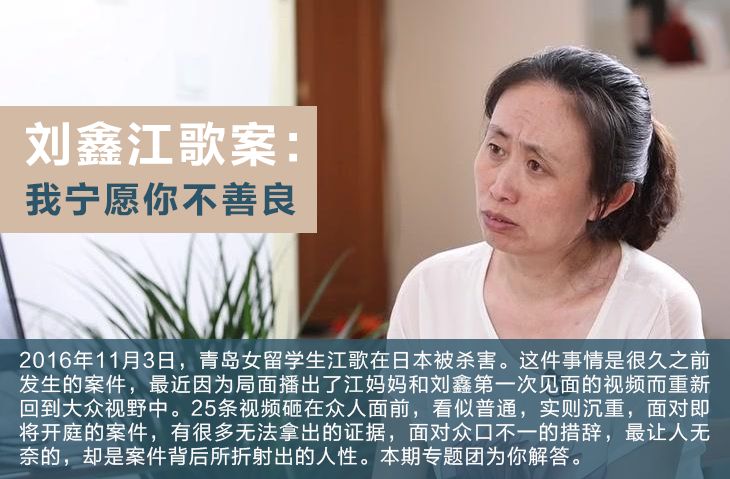 刘鑫江歌案：
我宁愿你不善良
2016年11月3日，青岛女留学生江歌在日本被杀害。这件事情是很久之前
发生的案件，最近因为局面播出了江妈妈和刘鑫第一次见面的视频而重新
回到大众视野中。25条视频砸在众人面前，看似普通，实则沉重，面对即
将开庭的案件，有很多无法拿出的证据，面对众口不一的措辞，最让人无
奈的，却是案件背后所折射出的人性。本期专题团为你解答。